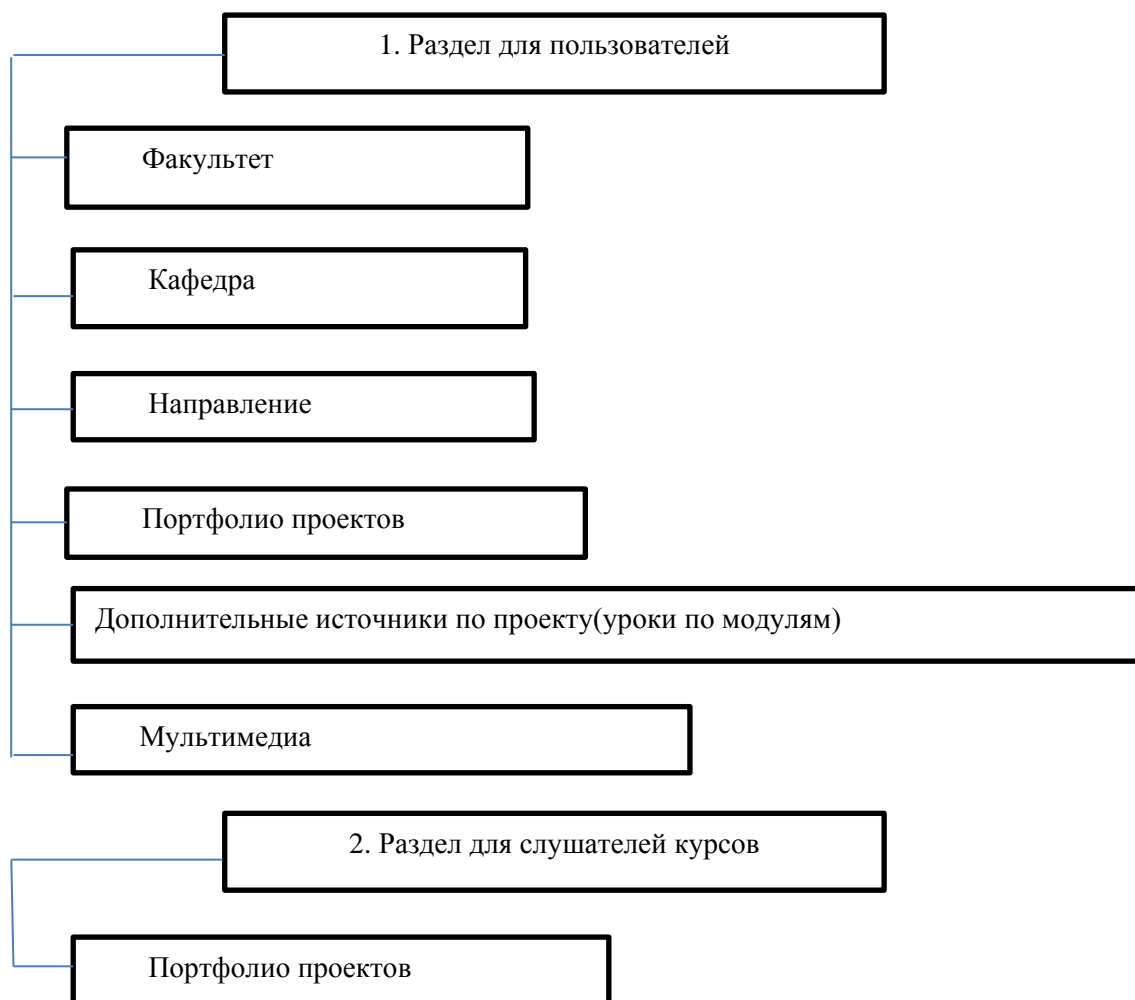 1. Раздел для пользователей
Факультет
Кафедра
Направление
Портфолио проектов
Дополнительные источники по проекту(уроки по модулям)
Мультимедиа
2. Раздел для слушателей курсов
Портфолио проектов